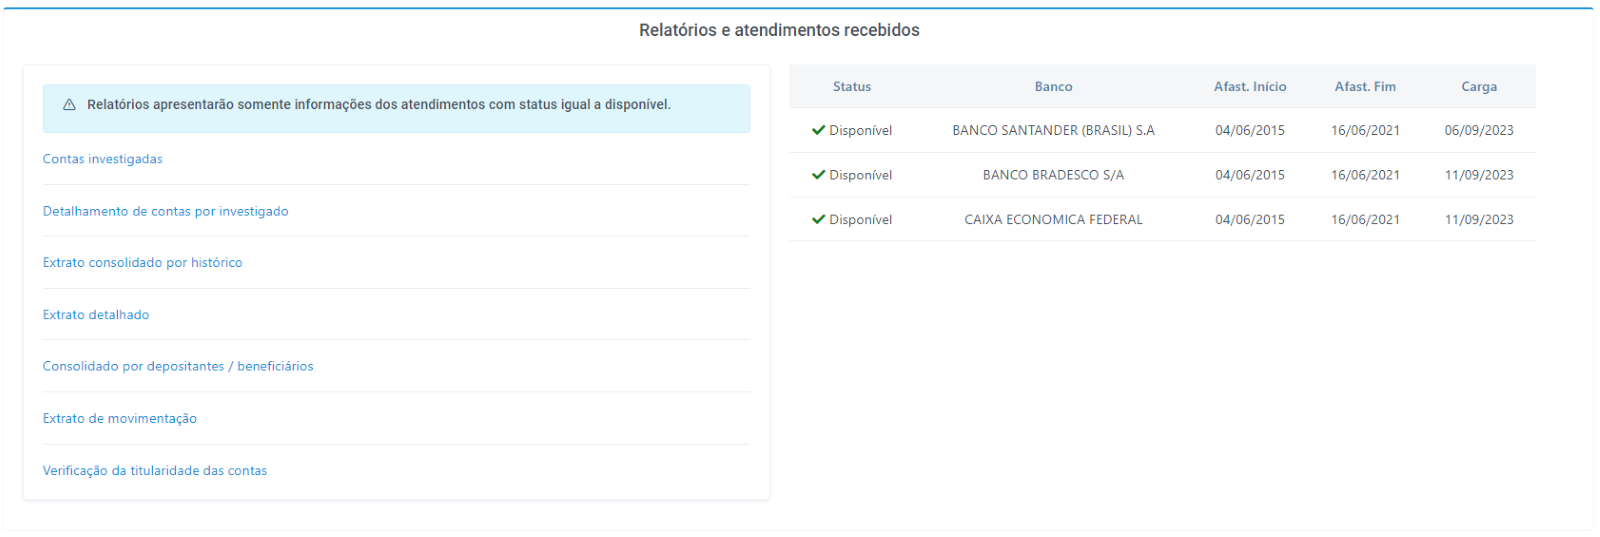 Relatórios e atendimentos recebidos
Relatórios apresentarão somente informações dos atendimentos com status igual a disponível.
Contas investigadas
Detalhamento de contas por investigado
Extrato consolidado por histórico
Extrato detalhado
Consolidado por depositantes / beneficiários
Extrato de movimentação
Verificação da titularidade das contas
Status Banco Afast. Início Afast. Fim Carga
Disponível BANCO SANTANDER (BRASIL) S.A 04/06/2015 16/06/2021 06/09/2023
Disponível BANCO BRADESCO S/A 04/06/2015 16/06/2021 11/09/2023
Disponível CAIXA ECONOMICA FEDERAL 04/06/2015 16/06/2021 11/09/2023